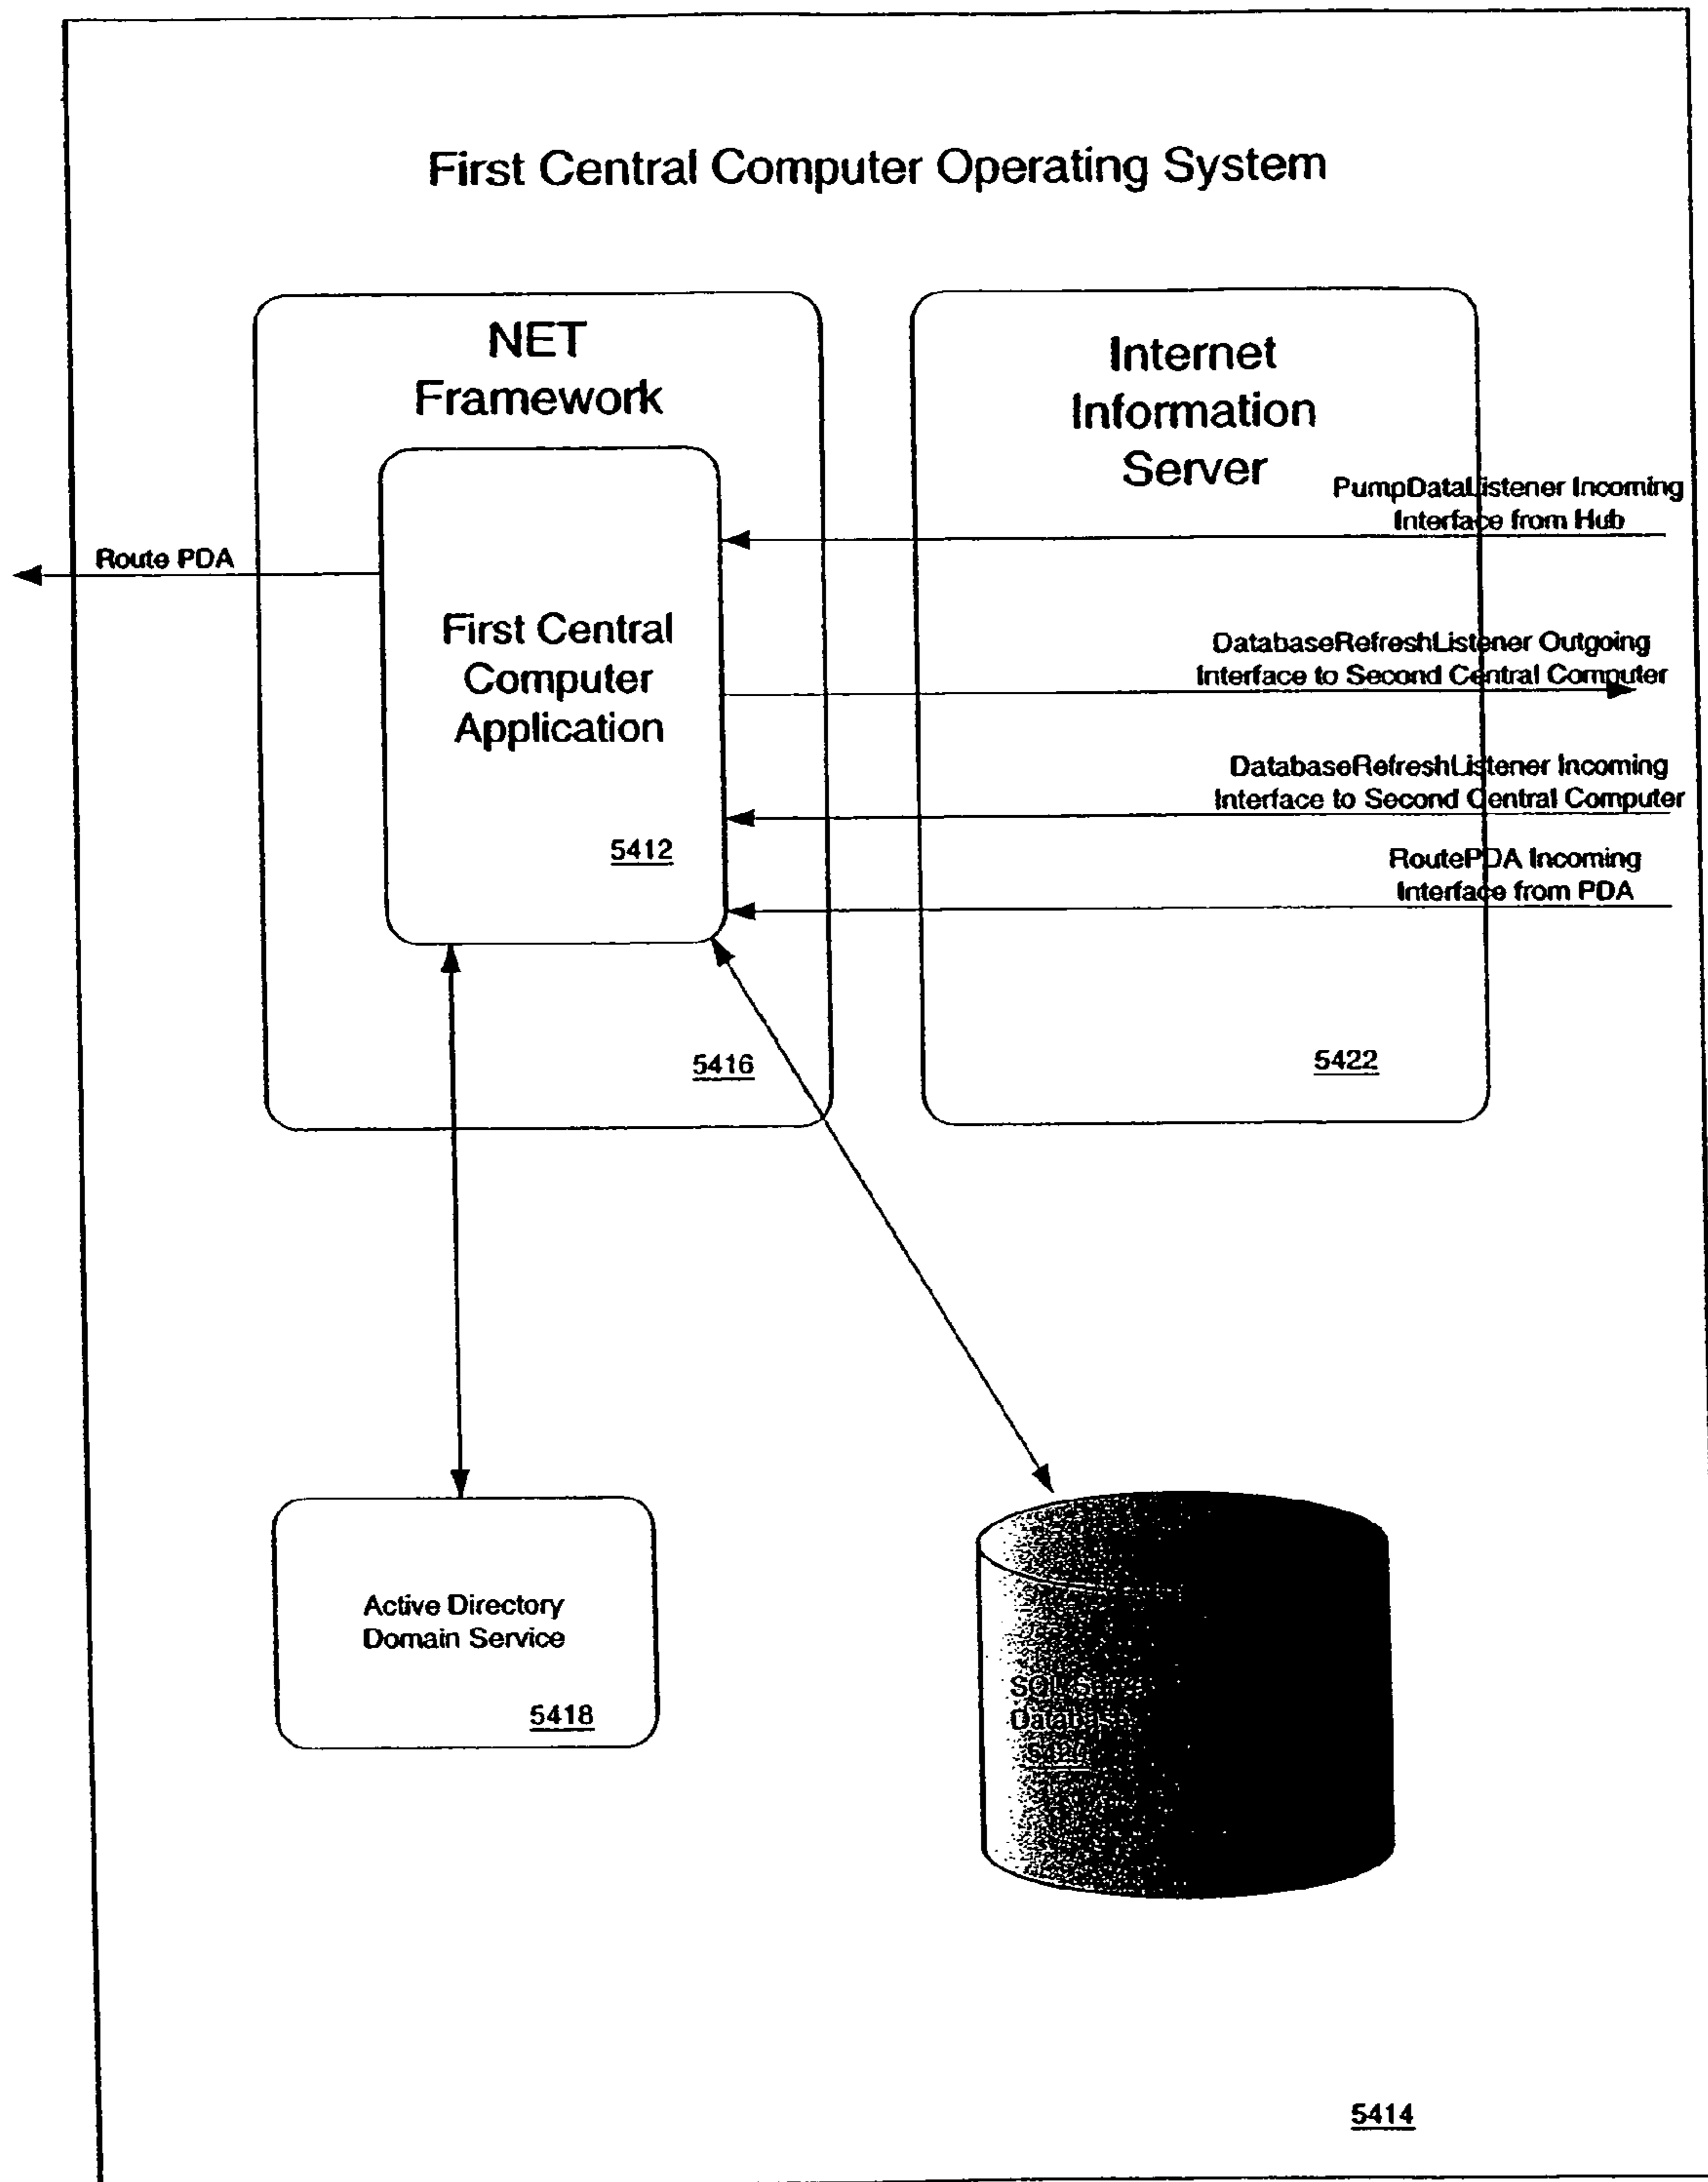 First Central Computer Operating System
NET
Framework
Internet
Information
Server
PumpDataListener Incoming
Interface from Hub
Route PDA
First Central
Computer
Application
DatabaseRefreshListener Outgoing
Interface to Second Central Computer
DatabaseRefreshListener Incoming
Interface to Second Central Computer
5412
RoutePDA Incoming
Interface from PDA
5416
5422
Active Directory
Domain Service
5418
SQL
Database
5414